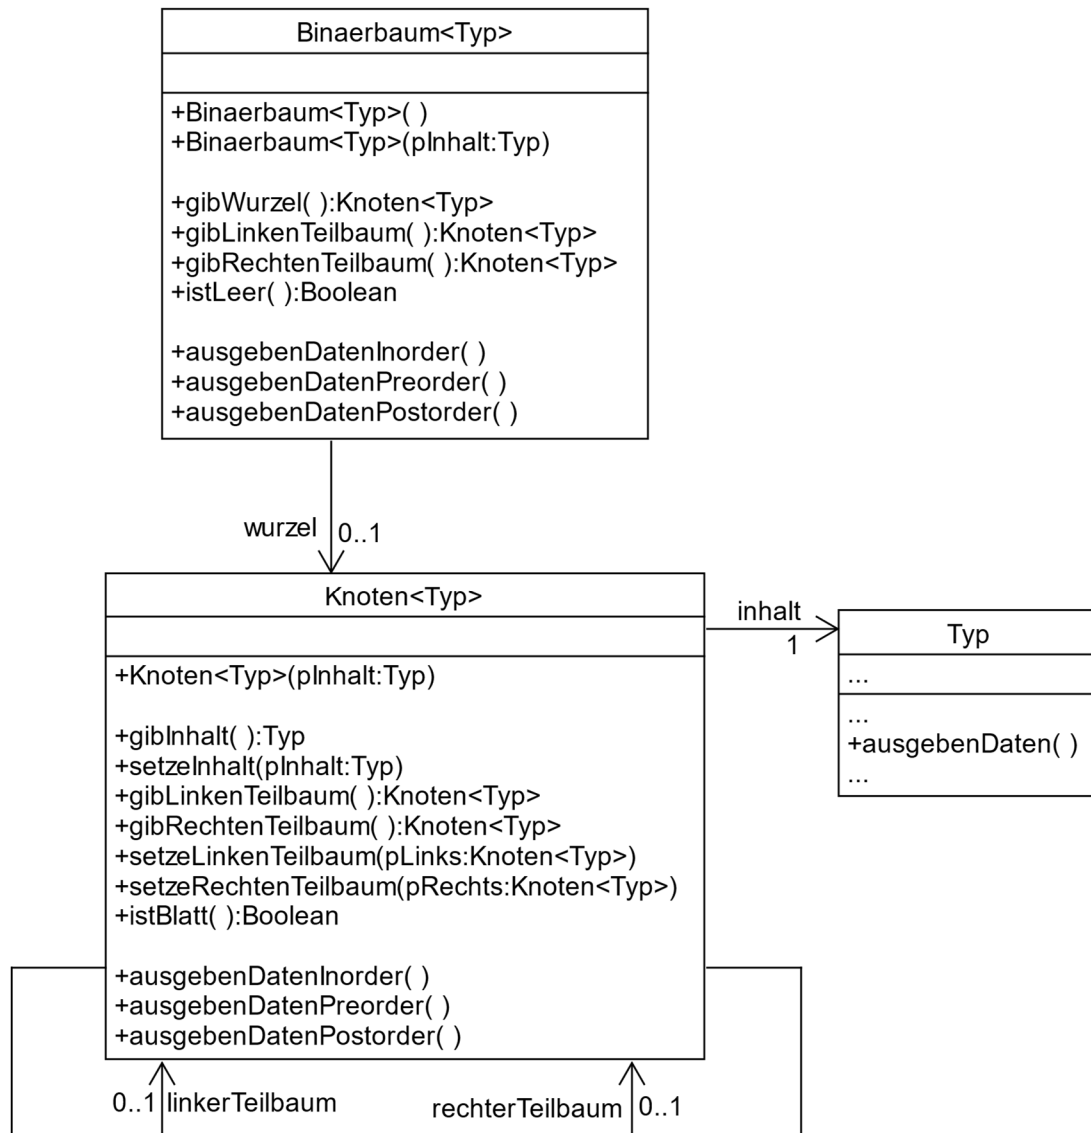 Binaerbaum<Typ>
+Binaerbaum<Typ>( )
+Binaerbaum<Typ>(pInhalt:Typ)
+gibWurzel( ):Knoten<Typ>
+gibLinkenTeilbaum( ):Knoten<Typ>
+gibRechtenTeilbaum( ):Knoten<Typ>
+istLeer( ):Boolean
+ausgebenDatenInorder( )
+ausgebenDatenPreorder( )
+ausgebenDatenPostorder( )
wurzel
0..1
Knoten<Typ>
+Knoten<Typ>(pInhalt:Typ)
+gibInhalt( ):Typ
+setzeInhalt(pInhalt:Typ)
+gibLinkenTeilbaum( ):Knoten<Typ>
+gibRechtenTeilbaum( ):Knoten<Typ>
+setzeLinkenTeilbaum(pLinks:Knoten<Typ>)
+setzeRechtenTeilbaum(pRechts:Knoten<Typ>)
+istBlatt( ):Boolean
+ausgebenDatenInorder( )
+ausgebenDatenPreorder( )
+ausgebenDatenPostorder( )
inhalt
1
Typ
...
...
+ausgebenDaten( )
...
0..1 linkerTeilbaum
rechterTeilbaum 0..1